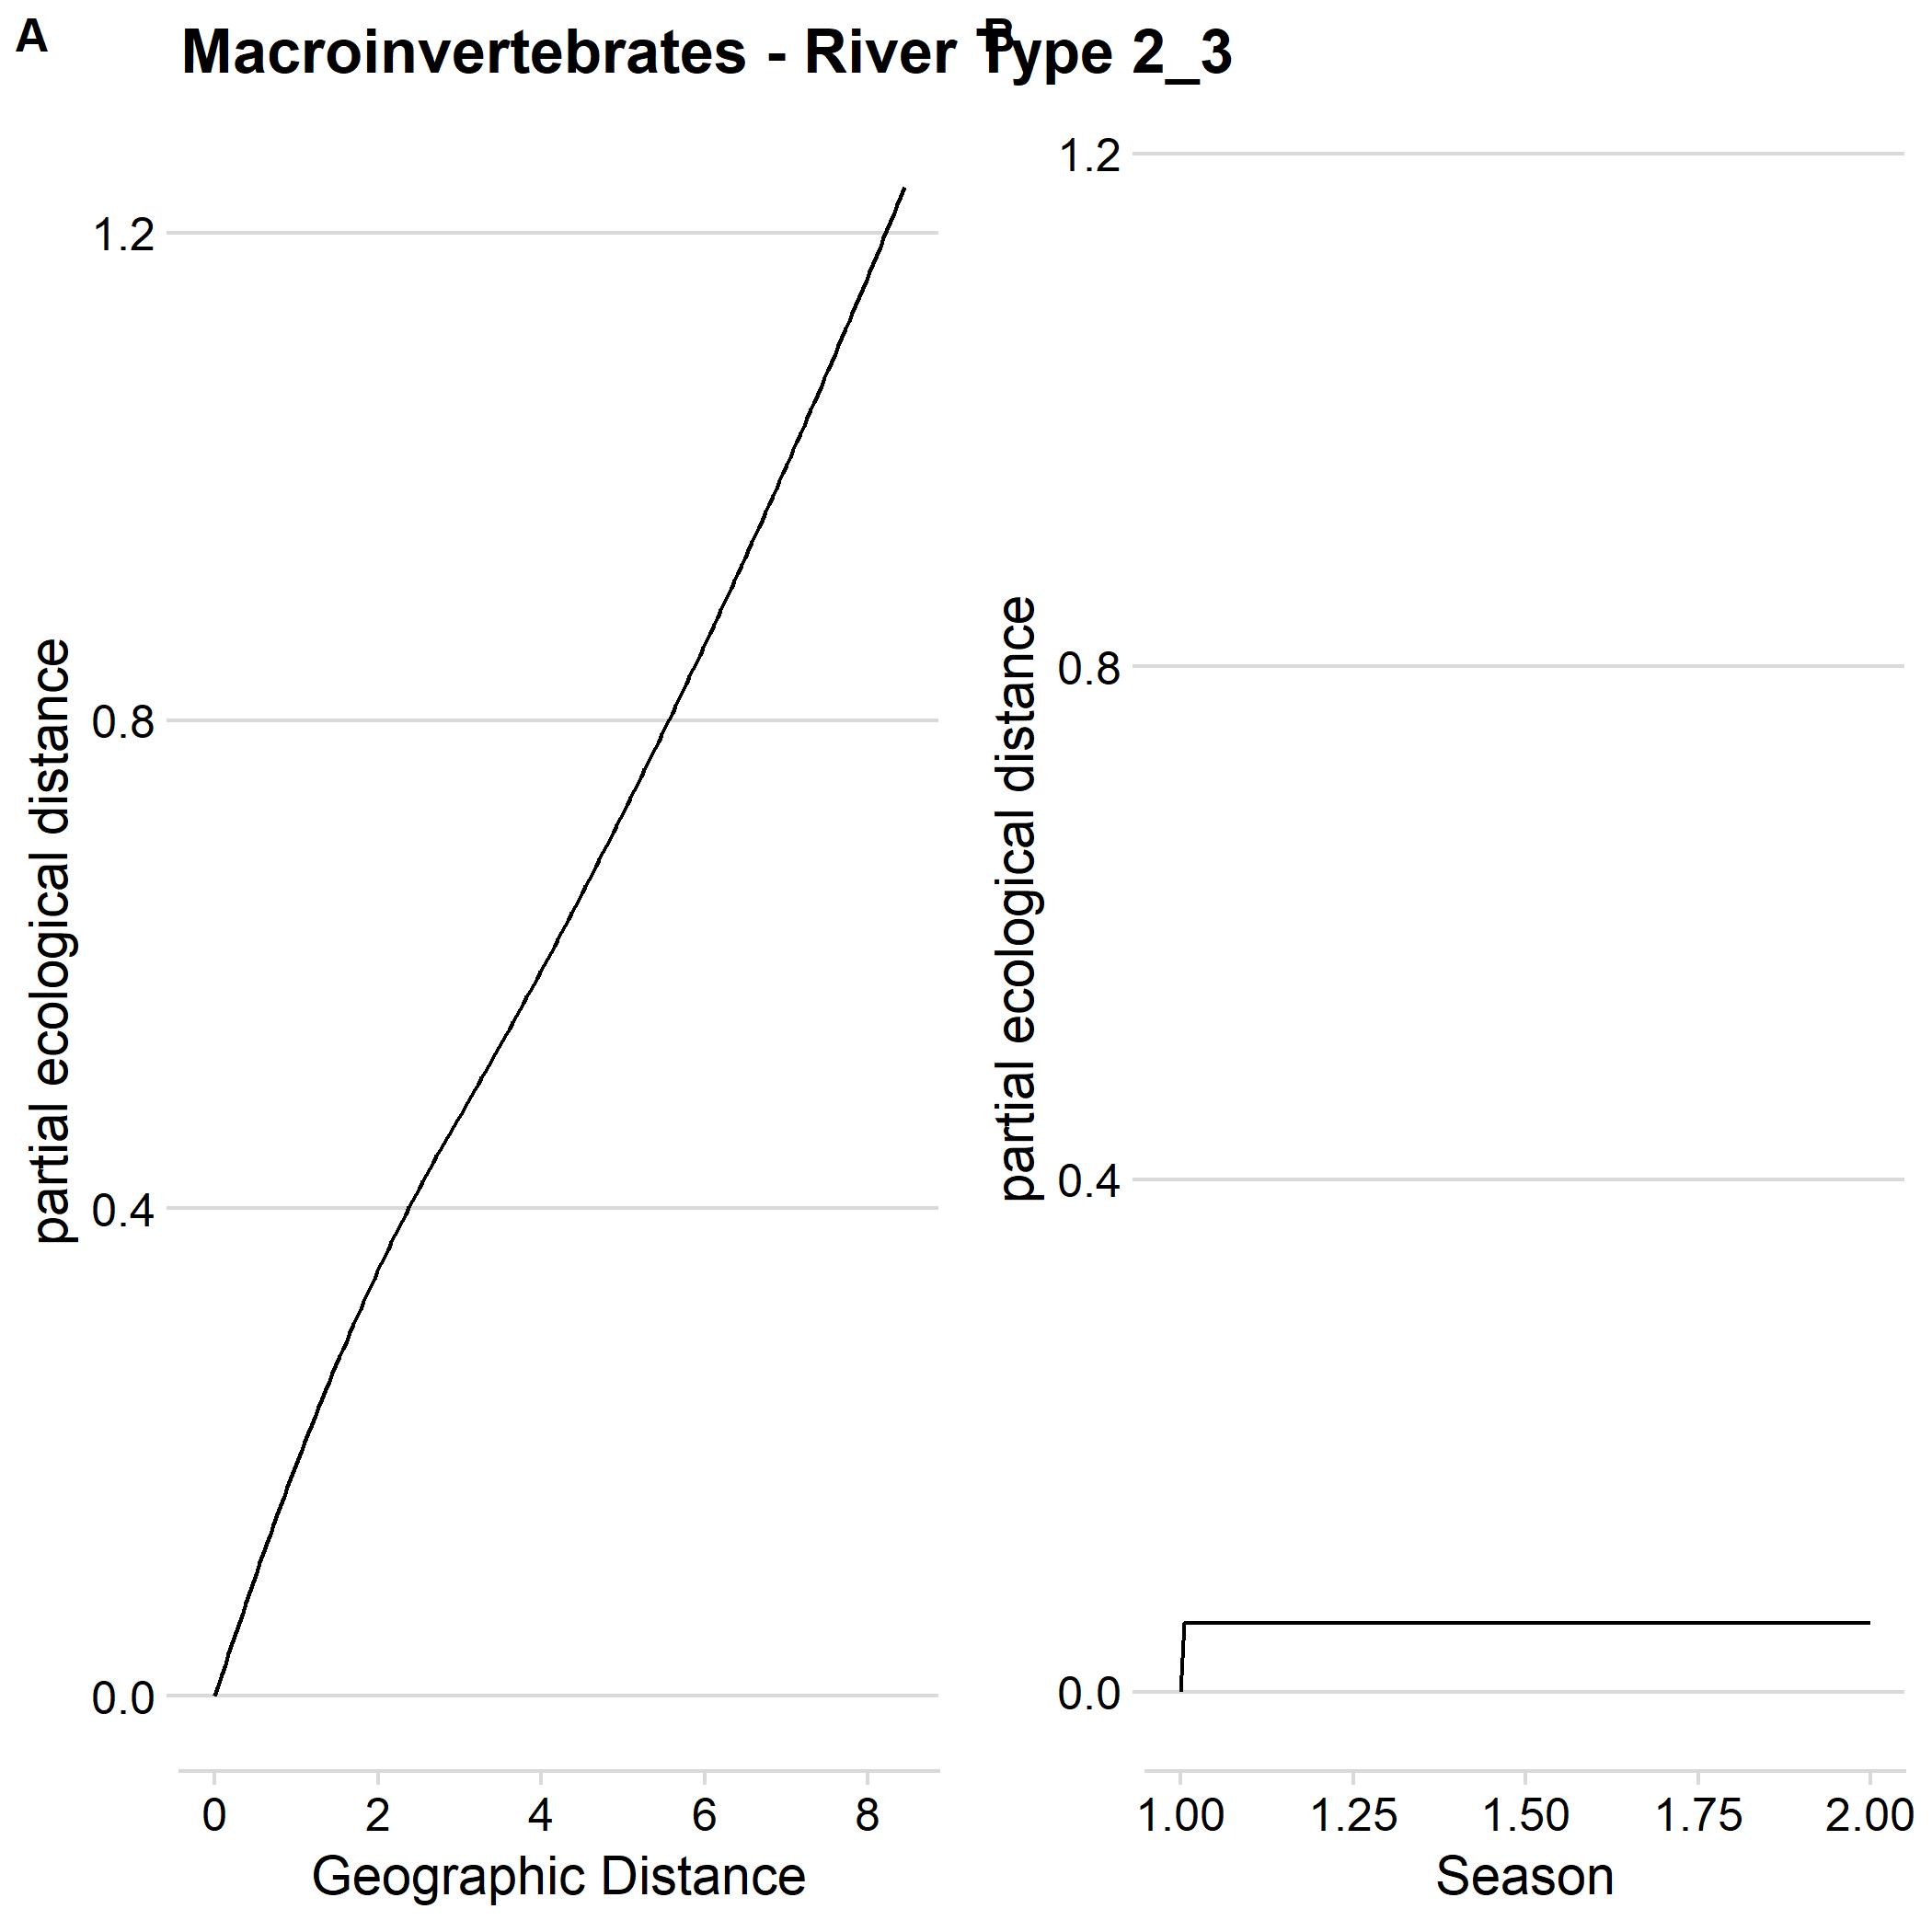 A
Macroinvertebrates - River Type 2_3
B
partial ecological distance
1.2
0.8
0.4
0.0
0 2 4 6 8
Geographic Distance
partial ecological distance
1.2
0.8
0.4
0.0
1.00 1.25 1.50 1.75 2.00
Season